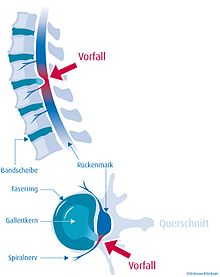 Vorfall
Bandscheibe
Rückenmark
Faserring
Gallertkern
Querschnitt
Spiralnerv
Vorfall